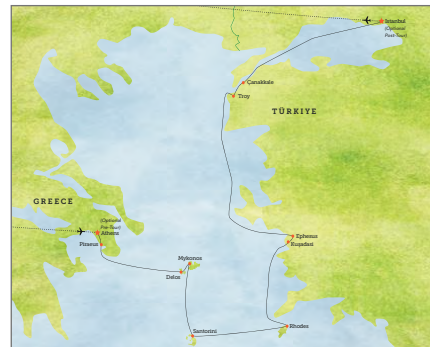 Istanbul
(Optional
Post-Tour)
Çanakkale
Troy
TÜRKIYE
GREECE
(Optional
Pre-Tour)
Athens
Piraeus
Ephesus
Kuşadasi
Mykonos
Delos
Santorini
Rhodes